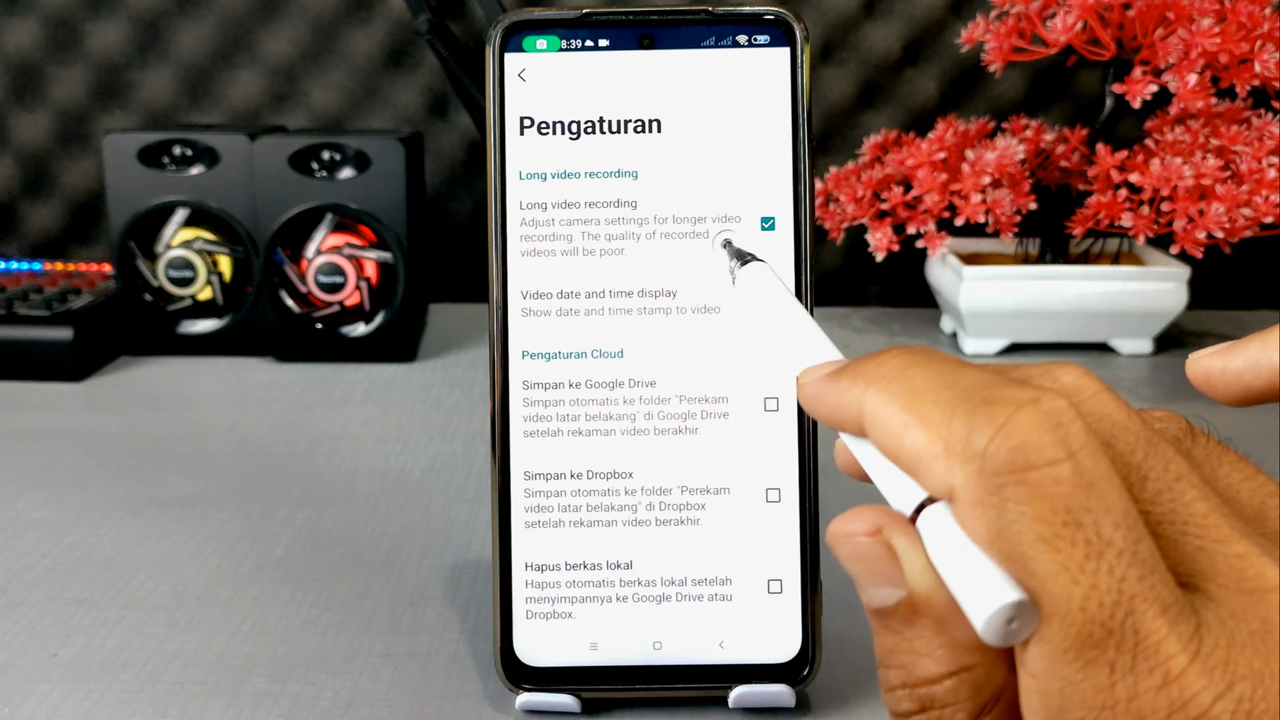 8:39
Pengaturan
Long video recording
Long video recording
Adjust camera settings for longer video
recording. The quality of recorded
videos will be poor.
Video date and time display
Show date and time stamp to video
Pengaturan Cloud
Simpan ke Google Drive
Simpan otomatis ke folder "Perekam
video latar belakang" di Google Drive
setelah rekaman video berakhir.
Simpan ke Dropbox
Simpan otomatis ke folder "Perekam
video latar belakang" di Dropbox
setelah rekaman video berakhir.
Hapus berkas lokal
Hapus otomatis berkas lokal setelah
menyimpannya ke Google Drive atau
Dropbox.